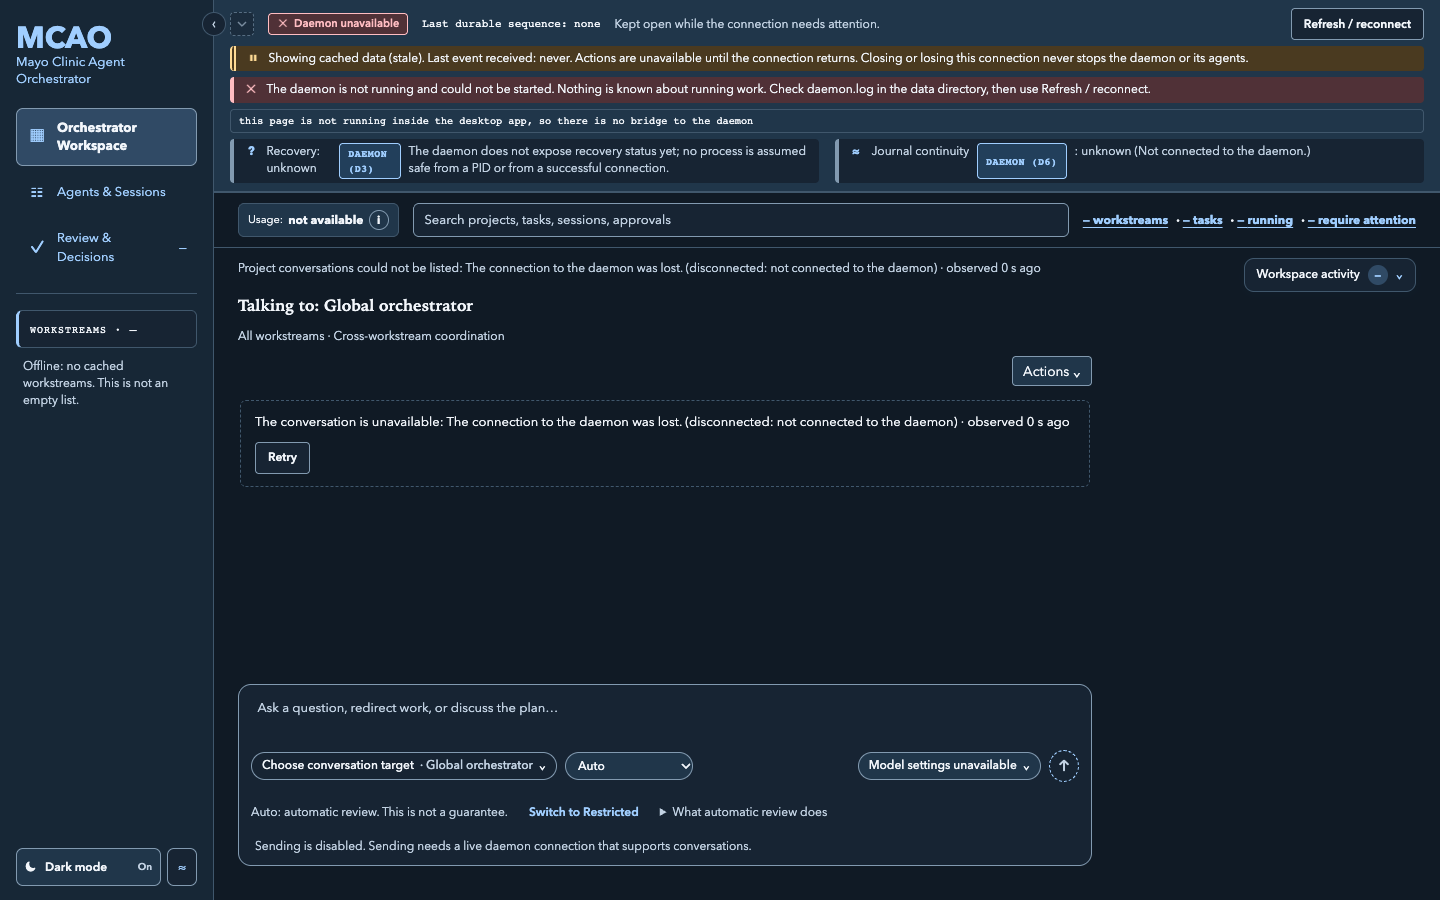 MCAO
Mayo Clinic Agent
Orchestrator
Orchestrator
Workspace
Agents & Sessions
Review &
Decisions
–
WORKSTREAMS · —
Offline: no cached
workstreams. This is not an
empty list.
Dark mode On
≈
Daemon unavailable
Last durable sequence: none
Kept open while the connection needs attention.
Refresh / reconnect
Showing cached data (stale). Last event received: never. Actions are unavailable until the connection returns. Closing or losing this connection never stops the daemon or its agents.
The daemon is not running and could not be started. Nothing is known about running work. Check daemon.log in the data directory, then use Refresh / reconnect.
this page is not running inside the desktop app, so there is no bridge to the daemon
? Recovery:
unknown
DAEMON
(D3)
The daemon does not expose recovery status yet; no process is assumed
safe from a PID or from a successful connection.
≈ Journal continuity DAEMON (D6) : unknown (Not connected to the daemon.)
Usage: not available i
Search projects, tasks, sessions, approvals
– workstreams · – tasks · – running · – require attention
Project conversations could not be listed: The connection to the daemon was lost. (disconnected: not connected to the daemon) · observed 0 s ago
Workspace activity –
Talking to: Global orchestrator
All workstreams · Cross-workstream coordination
Actions
The conversation is unavailable: The connection to the daemon was lost. (disconnected: not connected to the daemon) · observed 0 s ago
Retry
Ask a question, redirect work, or discuss the plan…
Choose conversation target · Global orchestrator
Auto
Model settings unavailable
Auto: automatic review. This is not a guarantee.
Switch to Restricted
What automatic review does
Sending is disabled. Sending needs a live daemon connection that supports conversations.